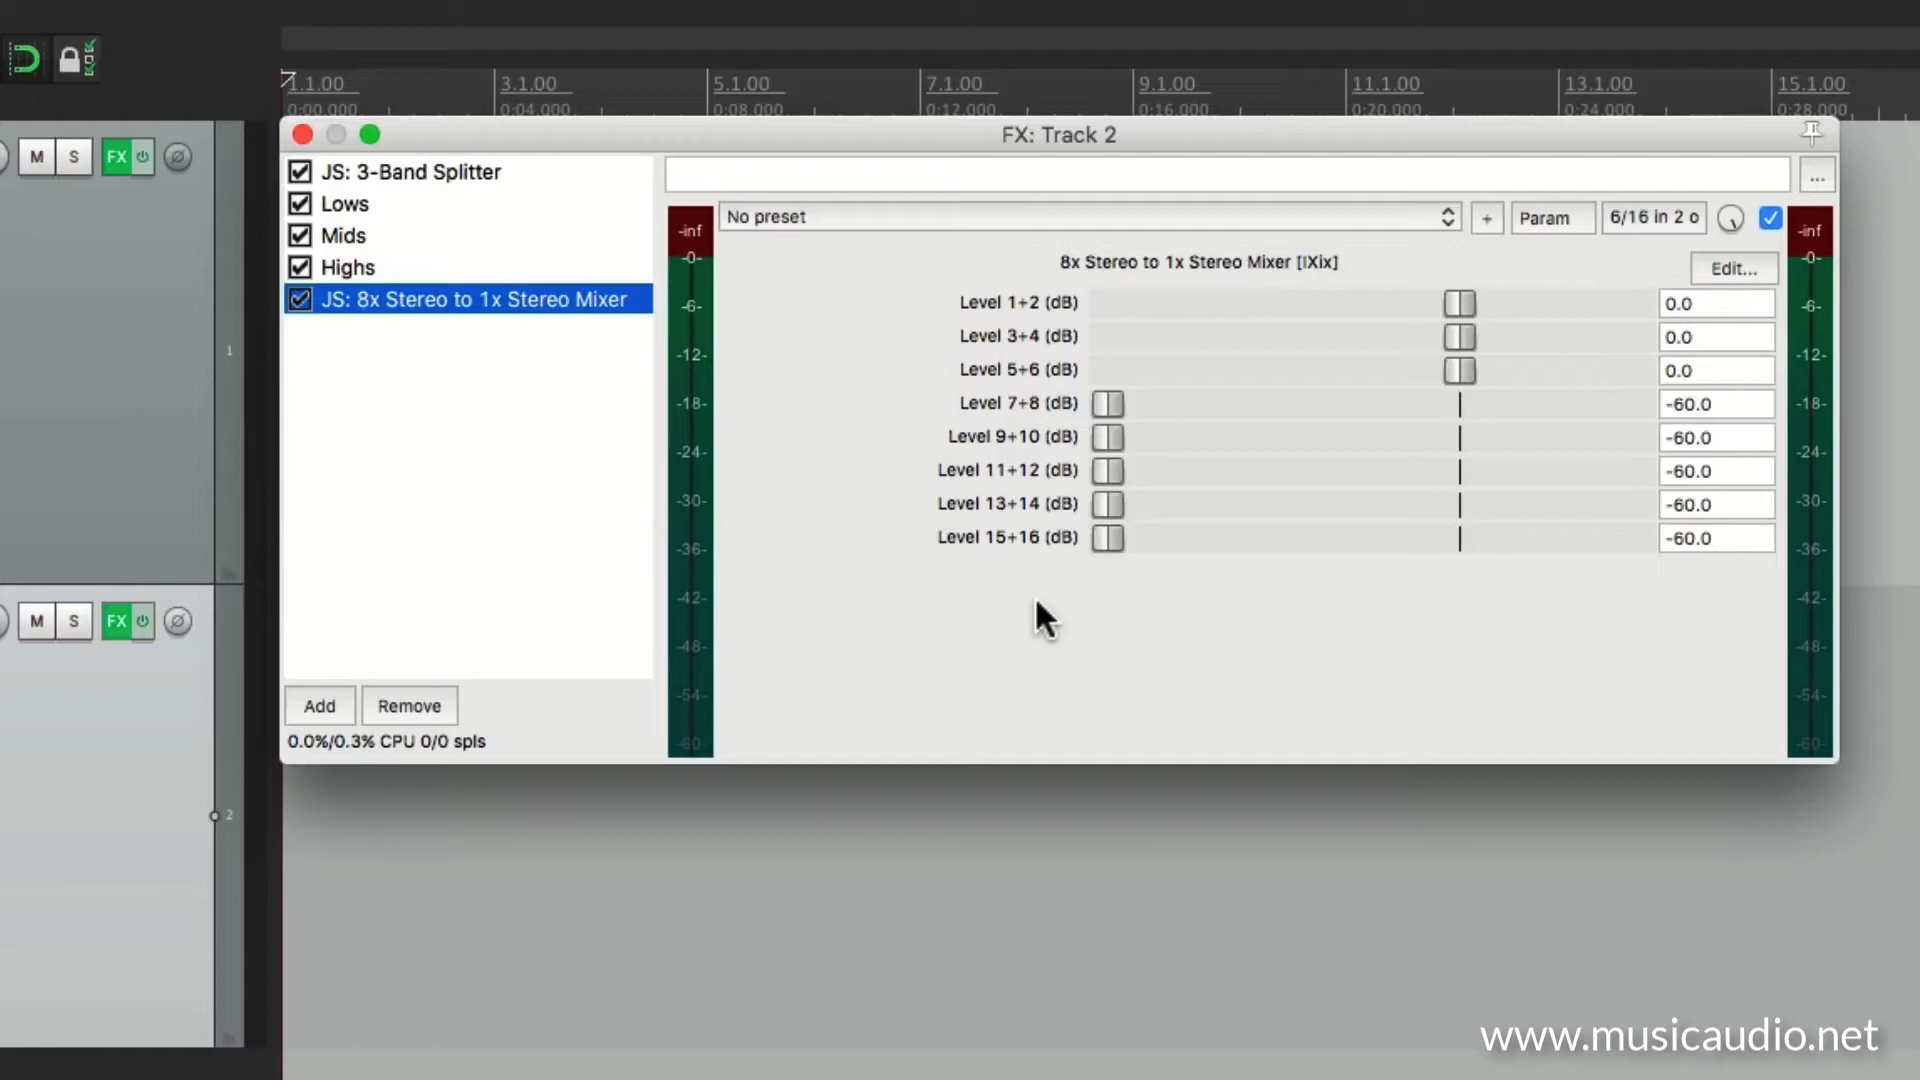 1.1.00 3.1.00 5.1.00 7.1.00 9.1.00 11.1.00 13.1.00 15.1.00
0:00.000 0:04.000 0:08.000 0:12.000 0:16.000 0:20.000 0:24.000 0:28.000
FX: Track 2
M S FX
JS: 3-Band Splitter
Lows
Mids
Highs
JS: 8x Stereo to 1x Stereo Mixer
...
No preset
+
Param
6/16 in 2 o
8x Stereo to 1x Stereo Mixer [IXix]
Edit...
Level 1+2 (dB) 0.0
Level 3+4 (dB) 0.0
Level 5+6 (dB) 0.0
Level 7+8 (dB) -60.0
Level 9+10 (dB) -60.0
Level 11+12 (dB) -60.0
Level 13+14 (dB) -60.0
Level 15+16 (dB) -60.0
-inf
-0-
-6-
-12-
-18-
-24-
-30-
-36-
-42-
-48-
-54-
-60-
-inf
-0-
-6-
-12-
-18-
-24-
-30-
-36-
-42-
-48-
-54-
-60-
1
M S FX
Add Remove
0.0%/0.3% CPU 0/0 spls
2
www.musicaudio.net